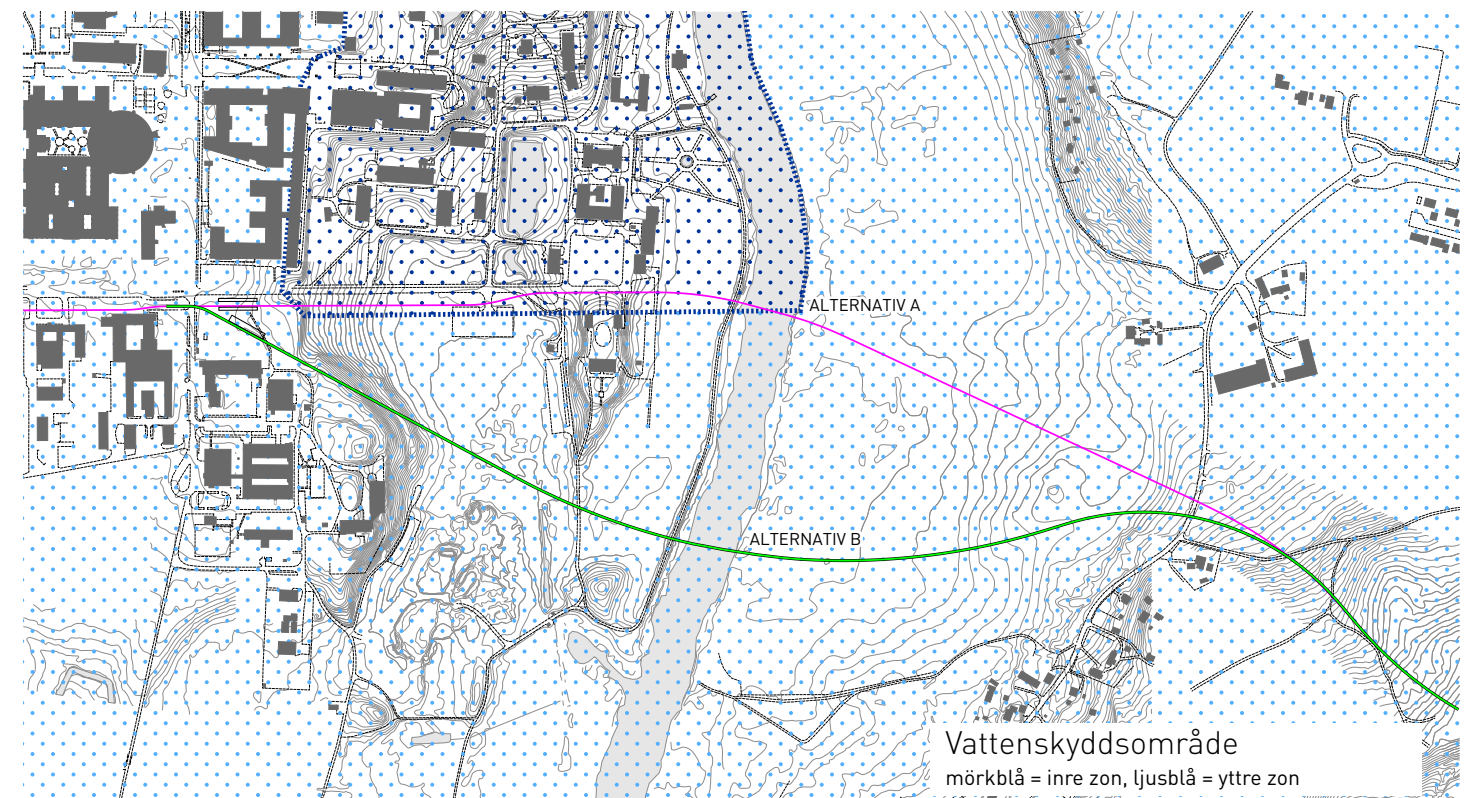 ALTERNATIV A
ALTERNATIV B
Vattenskyddsområde
mörkblå = inre zon, ljusblå = yttre zon